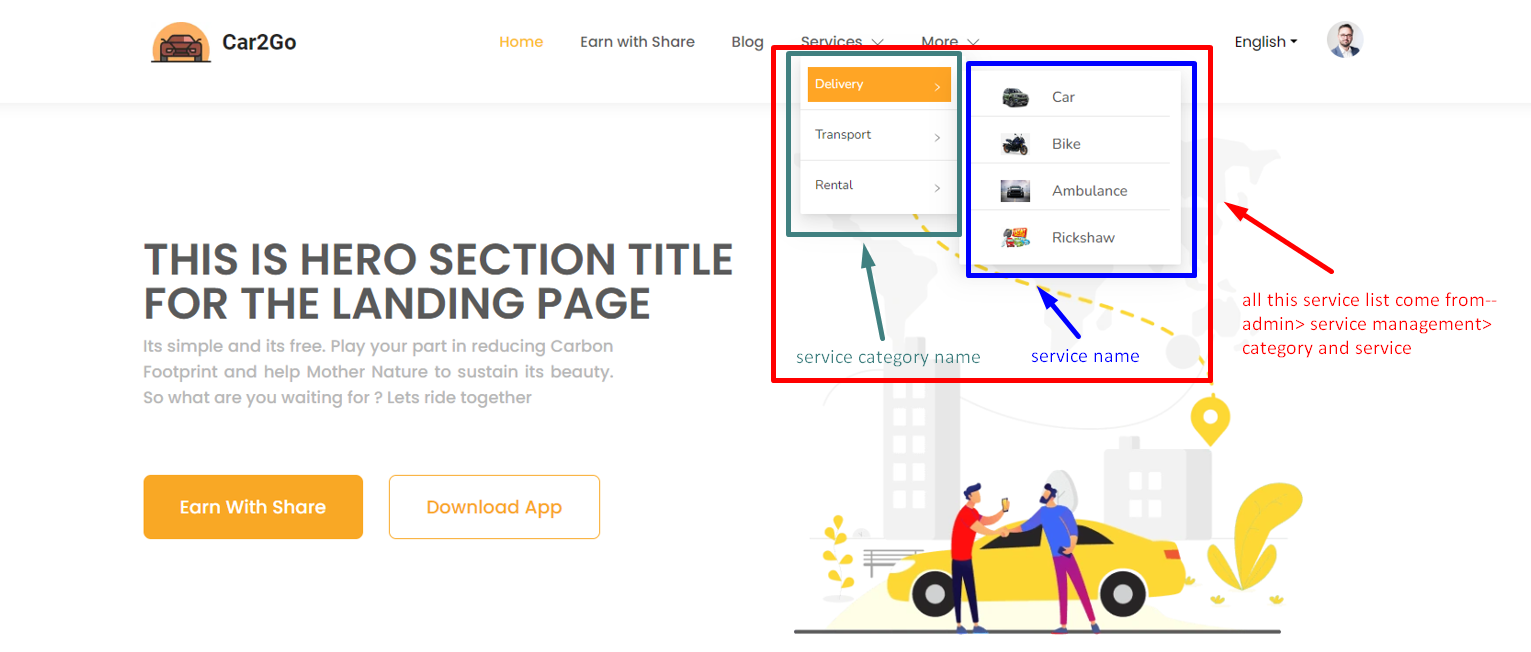 Car2Go
Home Earn with Share Blog Services More English
Delivery
Transport
Rental
Car
Bike
Ambulance
Rickshaw
service category name
service name
all this service list come from--
admin> service management>
category and service
THIS IS HERO SECTION TITLE
FOR THE LANDING PAGE
Its simple and its free. Play your part in reducing Carbon
Footprint and help Mother Nature to sustain its beauty.
So what are you waiting for ? Lets ride together
Earn With Share
Download App